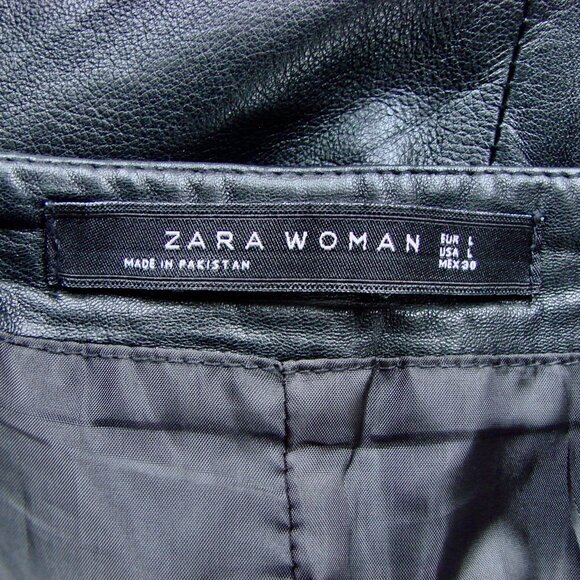 ZARA WOMAN
MADE IN PAKISTAN
EUR L
USA L
MEX 30